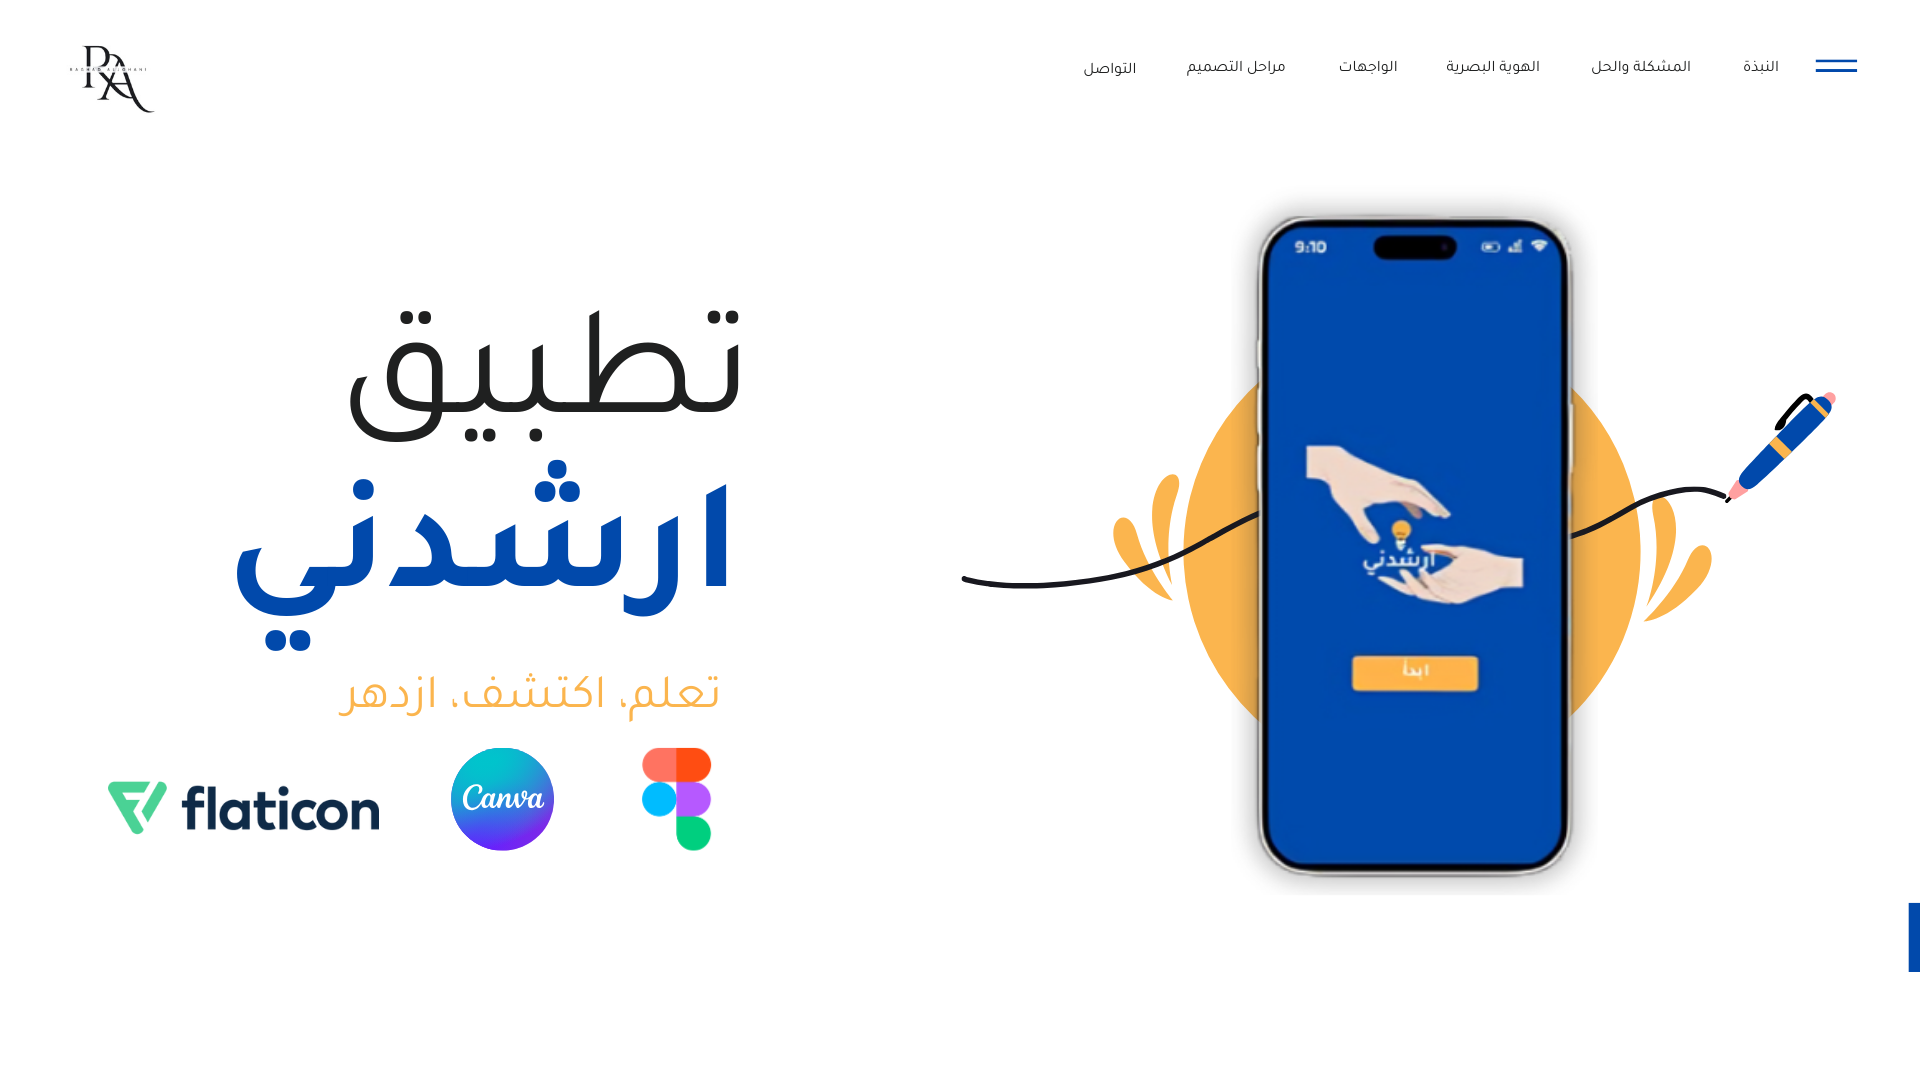 النبذة
المشكلة والحل
الهوية البصرية
الواجهات
مراحل التصميم
التواصل
RA
9:10
تطبيق
ارشدني
تعلم، اكتشف، ازدهر
ارشدني
ابدأ
Canva
flaticon